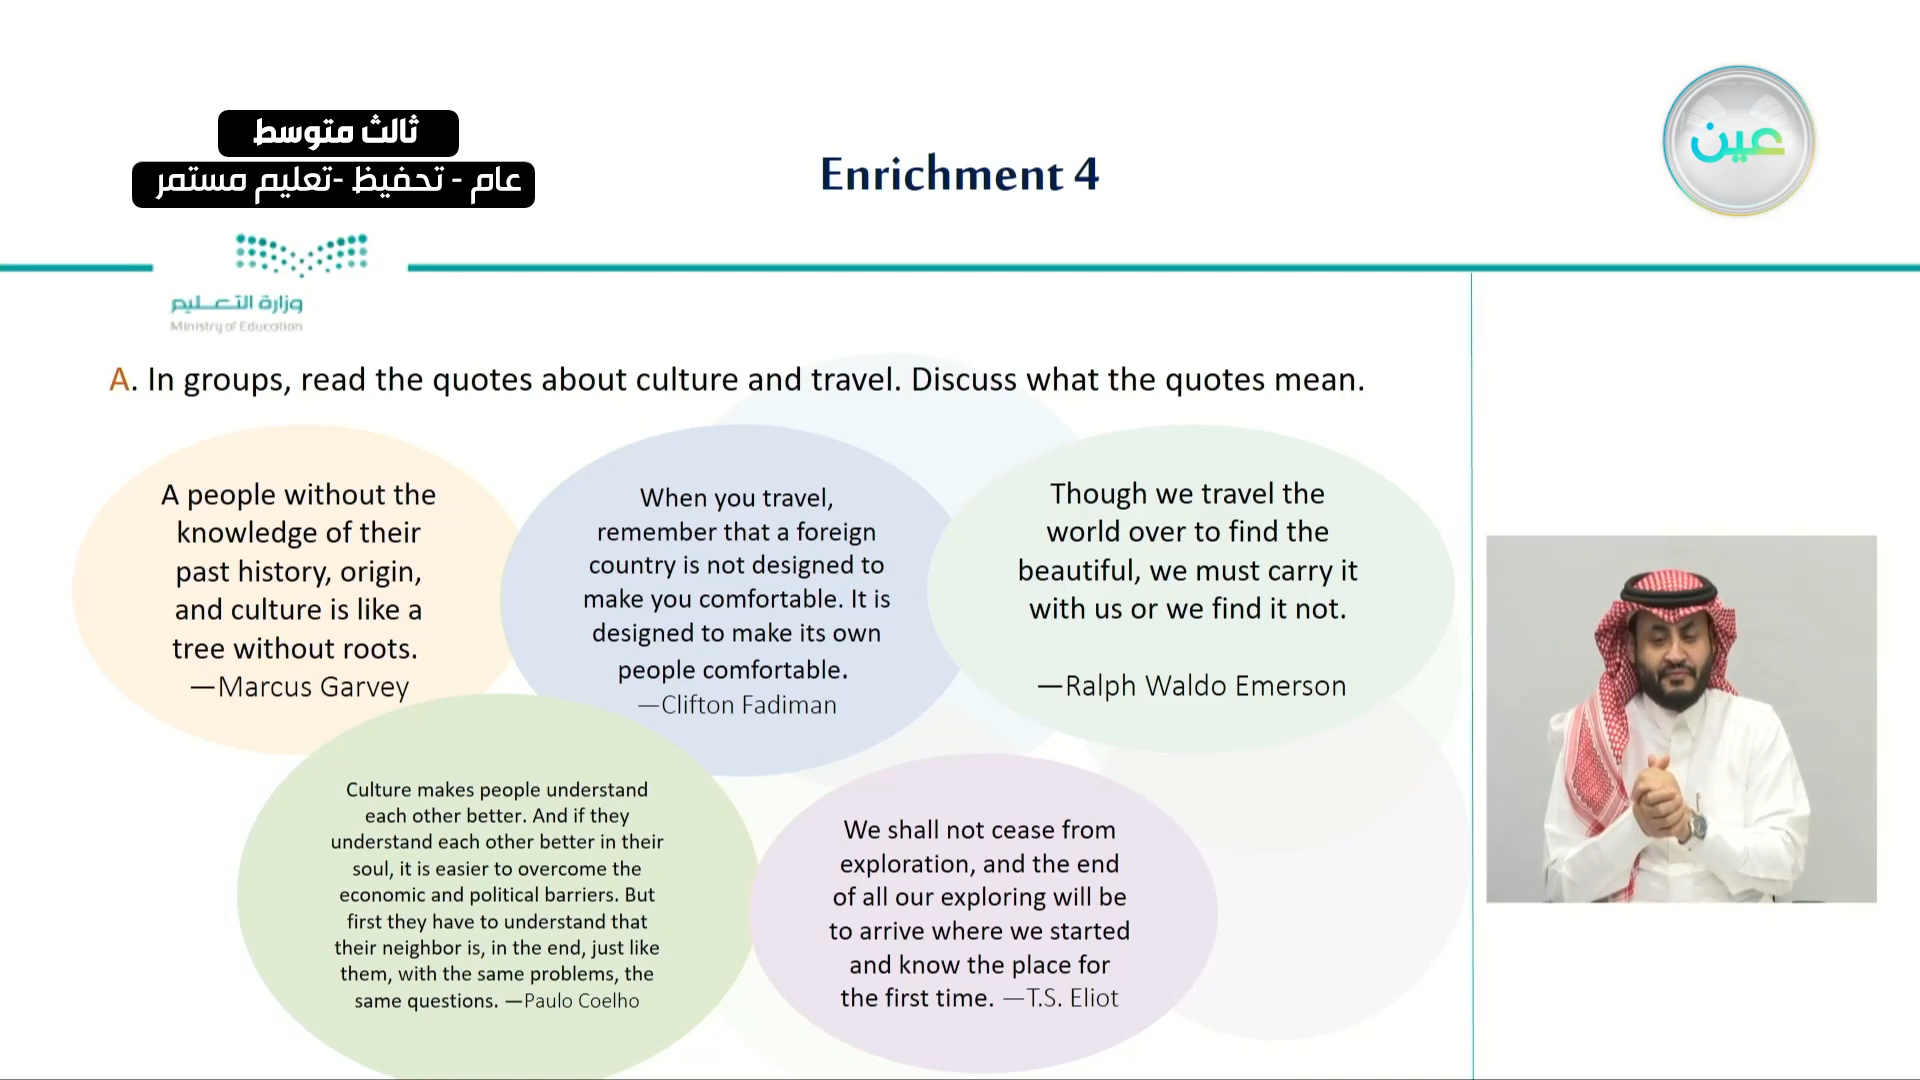 ثالث متوسط
عام - تحفيظ -تعليم مستمر
Enrichment 4
عين
وزارة التعليم
Ministry of Education
A. In groups, read the quotes about culture and travel. Discuss what the quotes mean.
A people without the
knowledge of their
past history, origin,
and culture is like a
tree without roots.
—Marcus Garvey
When you travel,
remember that a foreign
country is not designed to
make you comfortable. It is
designed to make its own
people comfortable.
—Clifton Fadiman
Though we travel the
world over to find the
beautiful, we must carry it
with us or we find it not.
—Ralph Waldo Emerson
Culture makes people understand
each other better. And if they
understand each other better in their
soul, it is easier to overcome the
economic and political barriers. But
first they have to understand that
their neighbor is, in the end, just like
them, with the same problems, the
same questions. —Paulo Coelho
We shall not cease from
exploration, and the end
of all our exploring will be
to arrive where we started
and know the place for
the first time. —T.S. Eliot